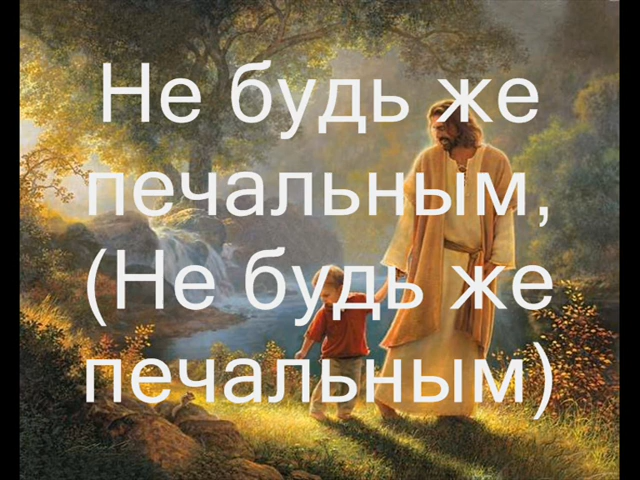 Не будь же
печальным,
(Не будь же
печальным)